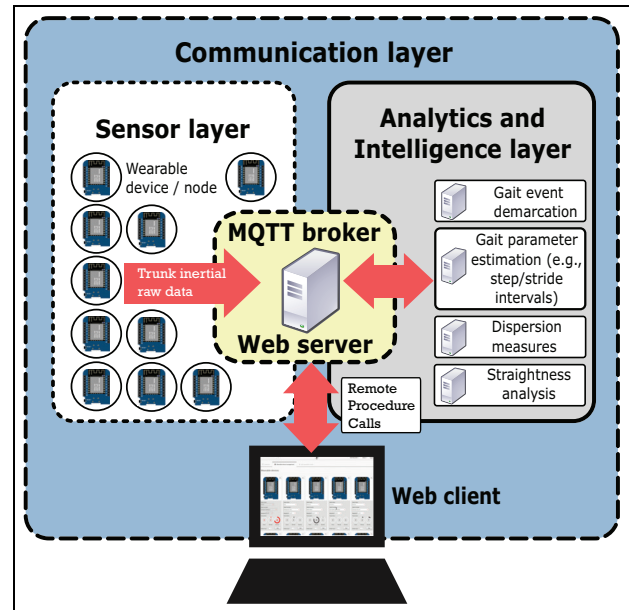 Communication layer
Sensor layer
Wearable
device / node
Analytics and
Intelligence layer
MQTT broker
Web server
Trunk inertial
raw data
Gait event
demarcation
Gait parameter
estimation (e.g.,
step/stride
intervals)
Dispersion
measures
Straightness
analysis
Remote
Procedure
Calls
Web client